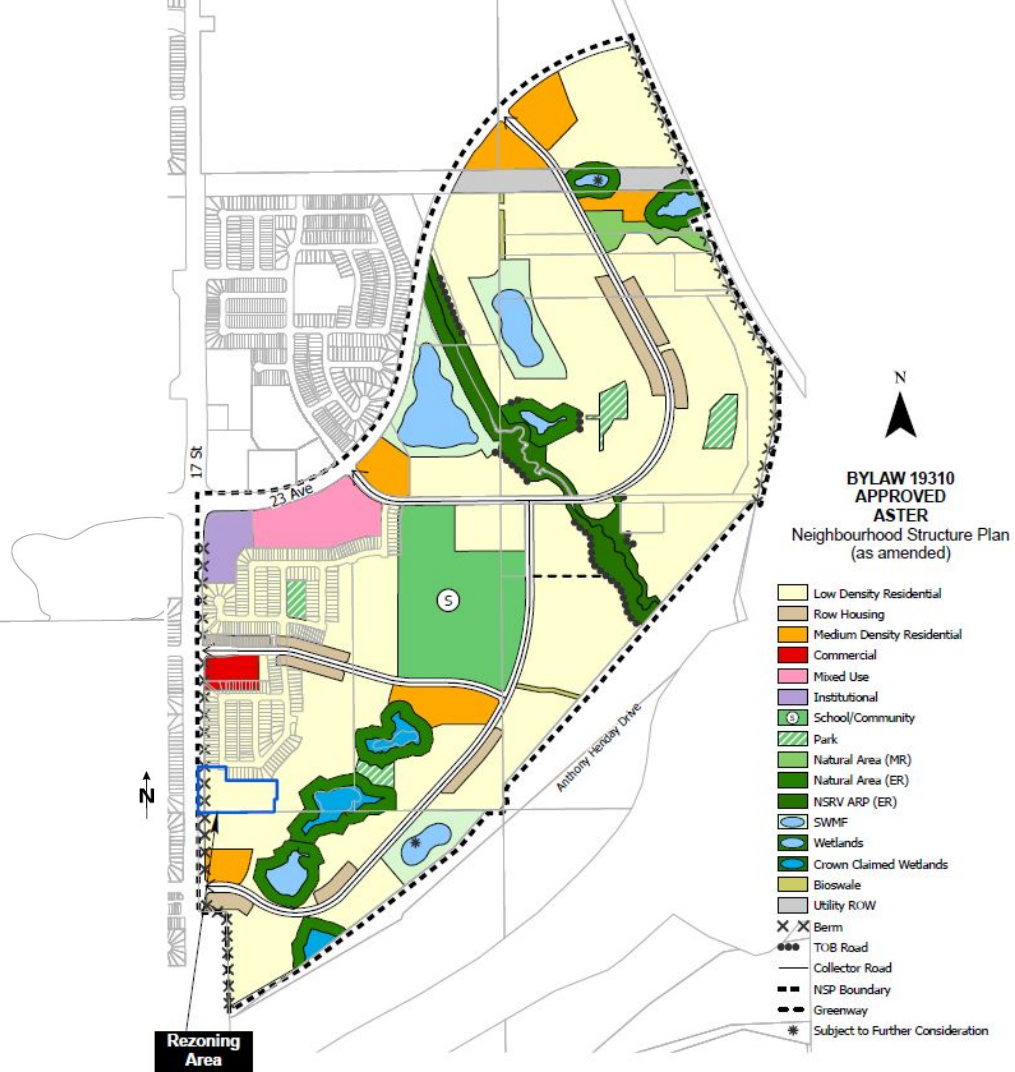 17 St
23 Ave
S
Anthony Henday Drive
N
Rezoning
Area
N
BYLAW 19310
APPROVED
ASTER
Neighbourhood Structure Plan
(as amended)
Low Density Residential
Row Housing
Medium Density Residential
Commercial
Mixed Use
Institutional
S School/Community
Park
Natural Area (MR)
Natural Area (ER)
NSRV ARP (ER)
SWMF
Wetlands
Crown Claimed Wetlands
Bioswale
Utility ROW
Berm
TOB Road
Collector Road
NSP Boundary
Greenway
Subject to Further Consideration